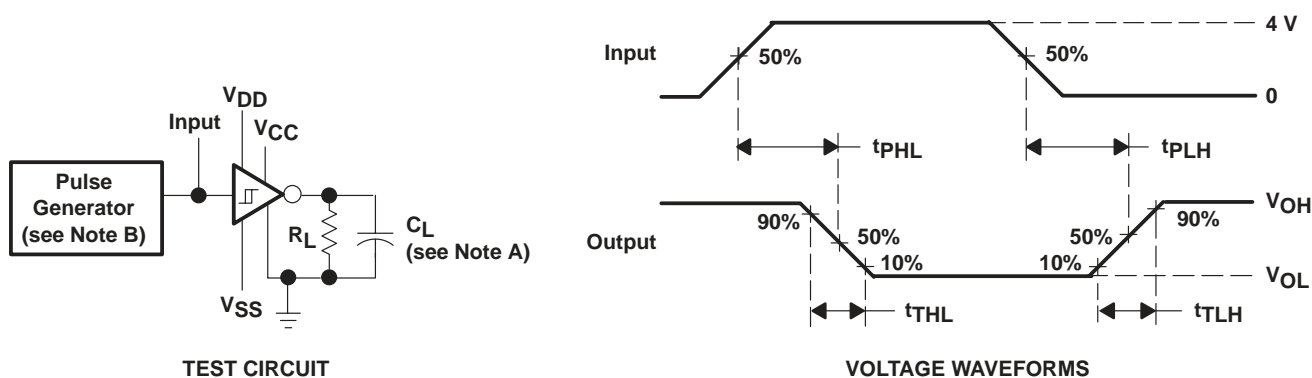 VDD
Input
VCC
Pulse
Generator
(see Note B)
RL
CL
(see Note A)
VSS
TEST CIRCUIT
Input
50%
50%
4 V
0
tPHL
tPLH
Output
90%
50%
10%
50%
10%
90%
VOH
VOL
tTHL
tTLH
VOLTAGE WAVEFORMS